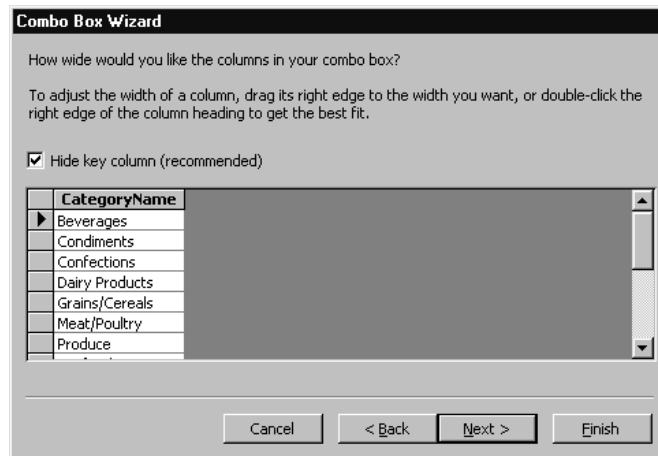 Combo Box Wizard
How wide would you like the columns in your combo box?
To adjust the width of a column, drag its right edge to the width you want, or double-click the
right edge of the column heading to get the best fit.
Hide key column (recommended)
CategoryName
Beverages
Condiments
Confections
Dairy Products
Grains/Cereals
Meat/Poultry
Produce
Cancel
< Back
Next >
Finish